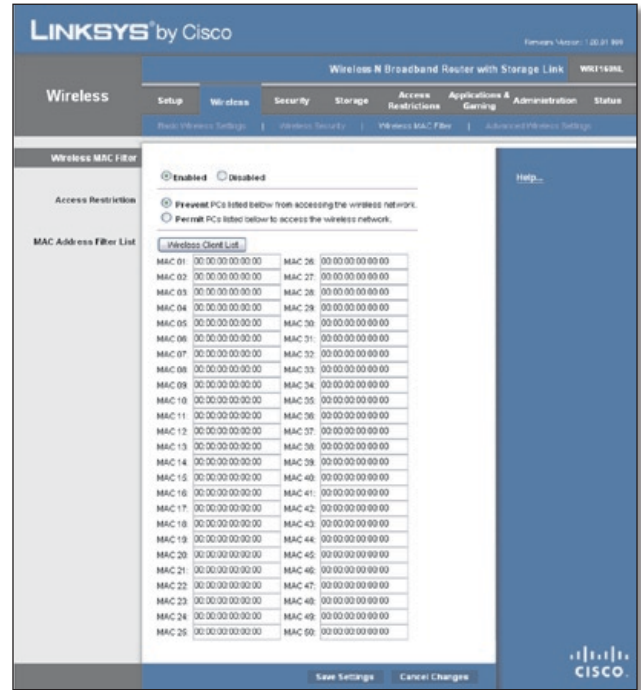 LINKSYS® by Cisco
Firmware Version: 1.00.01 B09
Wireless N Broadband Router with Storage Link WRT160NL
Wireless
Setup Wireless Security Storage Access Restrictions Applications & Gaming Administration Status
Basic Wireless Settings | Wireless Security | Wireless MAC Filter | Advanced Wireless Settings
Wireless MAC Filter
Enabled Disabled
Help...
Access Restriction
Prevent PCs listed below from accessing the wireless network.
Permit PCs listed below to access the wireless network.
MAC Address Filter List
Wireless Client List
MAC 01: 00:00:00:00:00:00 MAC 26: 00:00:00:00:00:00
MAC 02: 00:00:00:00:00:00 MAC 27: 00:00:00:00:00:00
MAC 03: 00:00:00:00:00:00 MAC 28: 00:00:00:00:00:00
MAC 04: 00:00:00:00:00:00 MAC 29: 00:00:00:00:00:00
MAC 05: 00:00:00:00:00:00 MAC 30: 00:00:00:00:00:00
MAC 06: 00:00:00:00:00:00 MAC 31: 00:00:00:00:00:00
MAC 07: 00:00:00:00:00:00 MAC 32: 00:00:00:00:00:00
MAC 08: 00:00:00:00:00:00 MAC 33: 00:00:00:00:00:00
MAC 09: 00:00:00:00:00:00 MAC 34: 00:00:00:00:00:00
MAC 10: 00:00:00:00:00:00 MAC 35: 00:00:00:00:00:00
MAC 11: 00:00:00:00:00:00 MAC 36: 00:00:00:00:00:00
MAC 12: 00:00:00:00:00:00 MAC 37: 00:00:00:00:00:00
MAC 13: 00:00:00:00:00:00 MAC 38: 00:00:00:00:00:00
MAC 14: 00:00:00:00:00:00 MAC 39: 00:00:00:00:00:00
MAC 15: 00:00:00:00:00:00 MAC 40: 00:00:00:00:00:00
MAC 16: 00:00:00:00:00:00 MAC 41: 00:00:00:00:00:00
MAC 17: 00:00:00:00:00:00 MAC 42: 00:00:00:00:00:00
MAC 18: 00:00:00:00:00:00 MAC 43: 00:00:00:00:00:00
MAC 19: 00:00:00:00:00:00 MAC 44: 00:00:00:00:00:00
MAC 20: 00:00:00:00:00:00 MAC 45: 00:00:00:00:00:00
MAC 21: 00:00:00:00:00:00 MAC 46: 00:00:00:00:00:00
MAC 22: 00:00:00:00:00:00 MAC 47: 00:00:00:00:00:00
MAC 23: 00:00:00:00:00:00 MAC 48: 00:00:00:00:00:00
MAC 24: 00:00:00:00:00:00 MAC 49: 00:00:00:00:00:00
MAC 25: 00:00:00:00:00:00 MAC 50: 00:00:00:00:00:00
Save Settings Cancel Changes
CISCO.